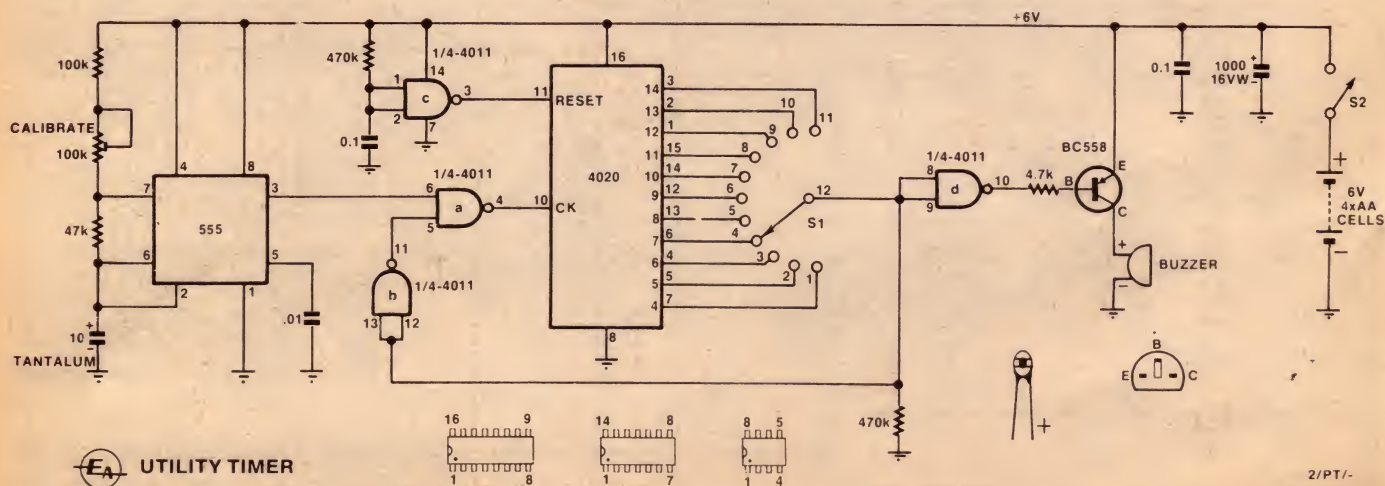 +6V
100k
CALIBRATE
100k
47k
10
+
-
TANTALUM
4
8
7
3
555
6
5
2
1
.01
470k
1/4-4011
1
14
c
3
2
7
0.1
1/4-4011
6
a
4
5
11
b
1/4-4011
13
12
16
11
RESET
10
CK
4020
8
14
3
13
2
12
1
11
15
10
14
9
12
8
13
7
6
6
4
5
5
4
7
11
10
9
8
7
6
5
4
3
2
1
12
S1
1/4-4011
8
d
10
9
4.7k
BC558
E
B
C
+
-
BUZZER
0.1
1000
16VW
+
-
S2
+
6V
4xAA
CELLS
-
470k
+
B
E
C
16
9
1
8
14
8
1
7
8
5
1
4
EA
UTILITY TIMER
2/PT/-